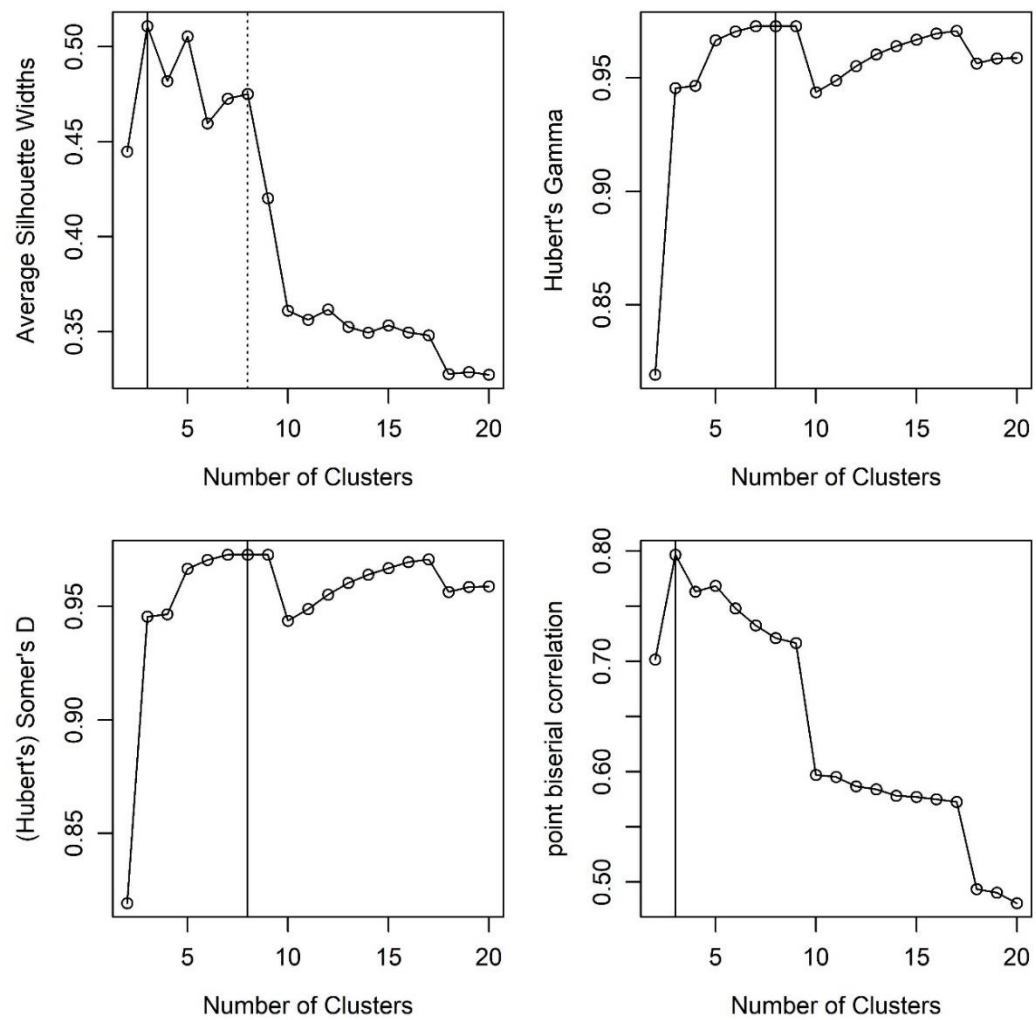 Average Silhouette Widths
0.50
0.45
0.40
0.35
5 10 15 20
Number of Clusters
Hubert's Gamma
0.95
0.90
0.85
5 10 15 20
Number of Clusters
(Hubert's) Somer's D
0.95
0.90
0.85
5 10 15 20
Number of Clusters
point biserial correlation
0.80
0.70
0.60
0.50
5 10 15 20
Number of Clusters